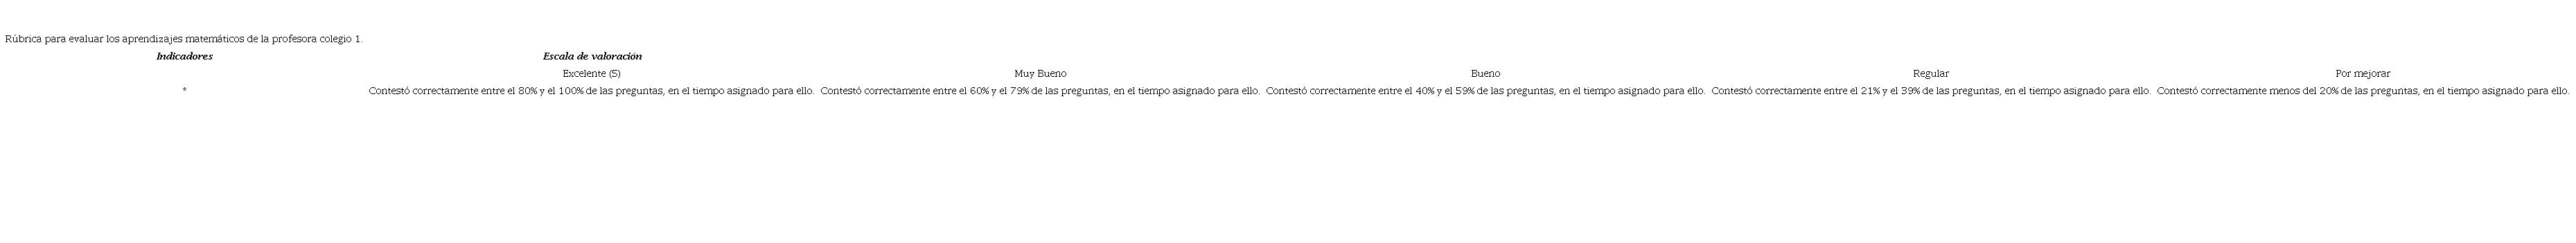 Rúbrica para evaluar los aprendizajes matemáticos de la profesora colegio 1.
Indicadores Escala de valoración
Excelente (5) Muy Bueno Bueno Regular Por mejorar
* Contestó correctamente entre el 80% y el 100% de las preguntas, en el tiempo asignado para ello. Contestó correctamente entre el 60% y el 79% de las preguntas, en el tiempo asignado para ello. Contestó correctamente entre el 40% y el 59% de las preguntas, en el tiempo asignado para ello. Contestó correctamente entre el 21% y el 39% de las preguntas, en el tiempo asignado para ello. Contestó correctamente menos del 20% de las preguntas, en el tiempo asignado para ello.